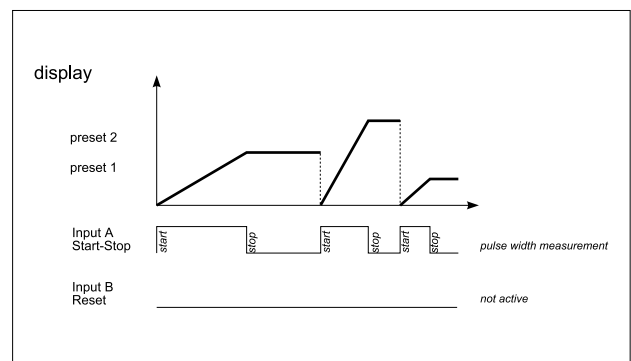 display
preset 2
preset 1
Input A
Start-Stop
start
stop
start
stop
start
stop
pulse width measurement
Input B
Reset
not active